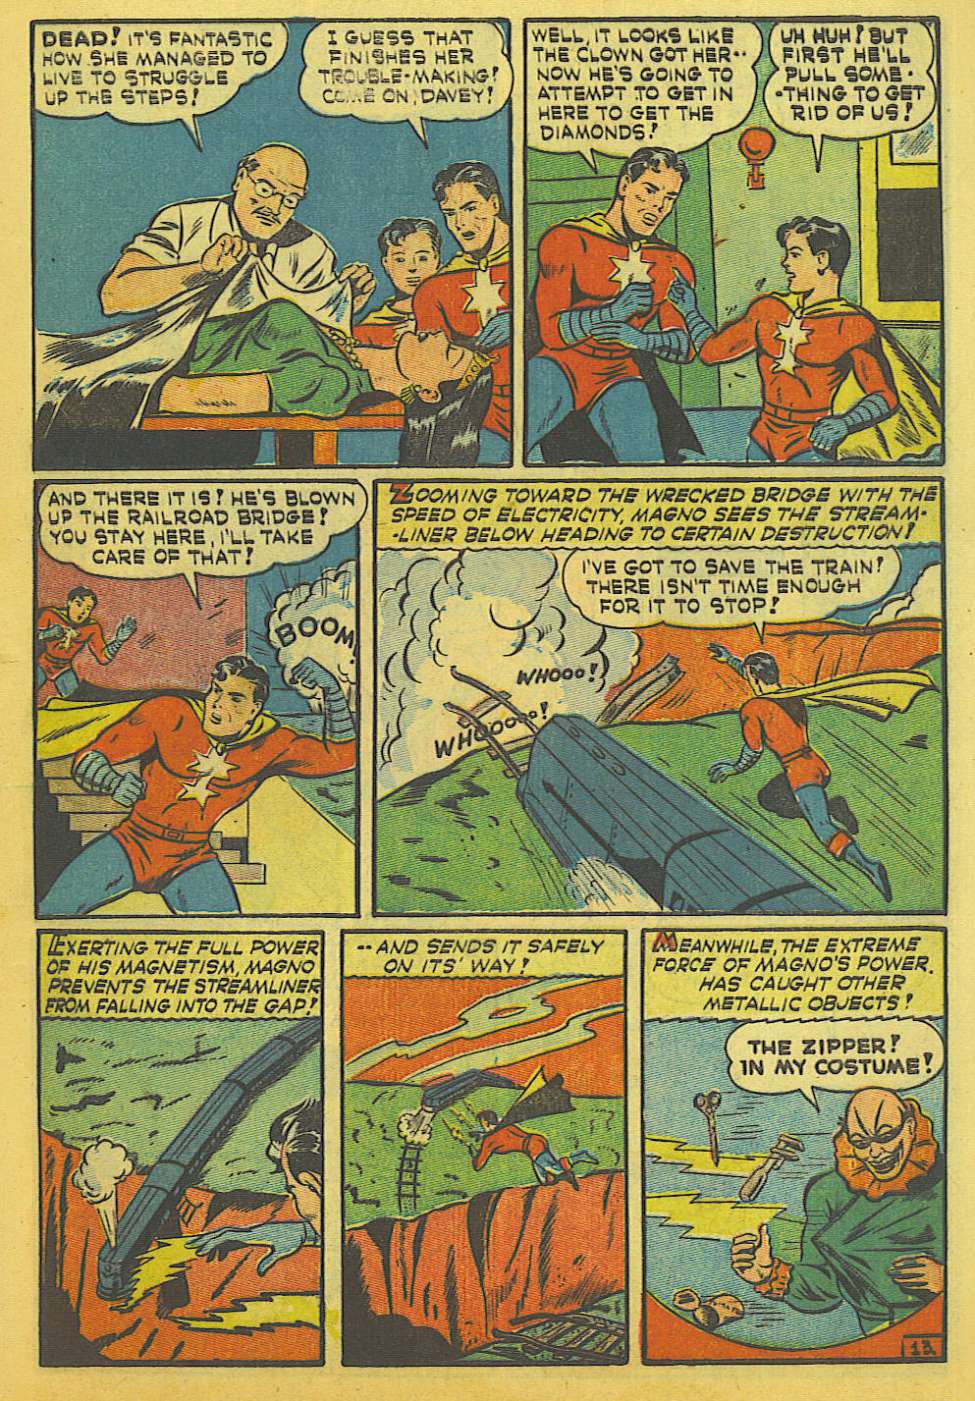 DEAD! IT'S FANTASTIC
HOW SHE MANAGED TO
LIVE TO STRUGGLE
UP THE STEPS!
I GUESS THAT
FINISHES HER
TROUBLE-MAKING!
COME ON, DAVEY!
WELL, IT LOOKS LIKE
THE CLOWN GOT HER--
NOW HE'S GOING TO
ATTEMPT TO GET IN
HERE TO GET THE
DIAMONDS!
UH HUH! BUT
FIRST HE'LL
PULL SOME-
-THING TO GET
RID OF US!
AND THERE IT IS! HE'S BLOWN
UP THE RAILROAD BRIDGE!
YOU STAY HERE, I'LL TAKE
CARE OF THAT!
BOOM!
ZOOMING TOWARD THE WRECKED BRIDGE WITH THE
SPEED OF ELECTRICITY, MAGNO SEES THE STREAM-
-LINER BELOW HEADING TO CERTAIN DESTRUCTION!
I'VE GOT TO SAVE THE TRAIN!
THERE ISN'T TIME ENOUGH
FOR IT TO STOP!
WHOOO!
WHOOOOO!
EXERTING THE FULL POWER
OF HIS MAGNETISM, MAGNO
PREVENTS THE STREAMLINER
FROM FALLING INTO THE GAP!
--AND SENDS IT SAFELY
ON ITS' WAY!
MEANWHILE, THE EXTREME
FORCE OF MAGNO'S POWER,
HAS CAUGHT OTHER
METALLIC OBJECTS!
THE ZIPPER!
IN MY COSTUME!
12